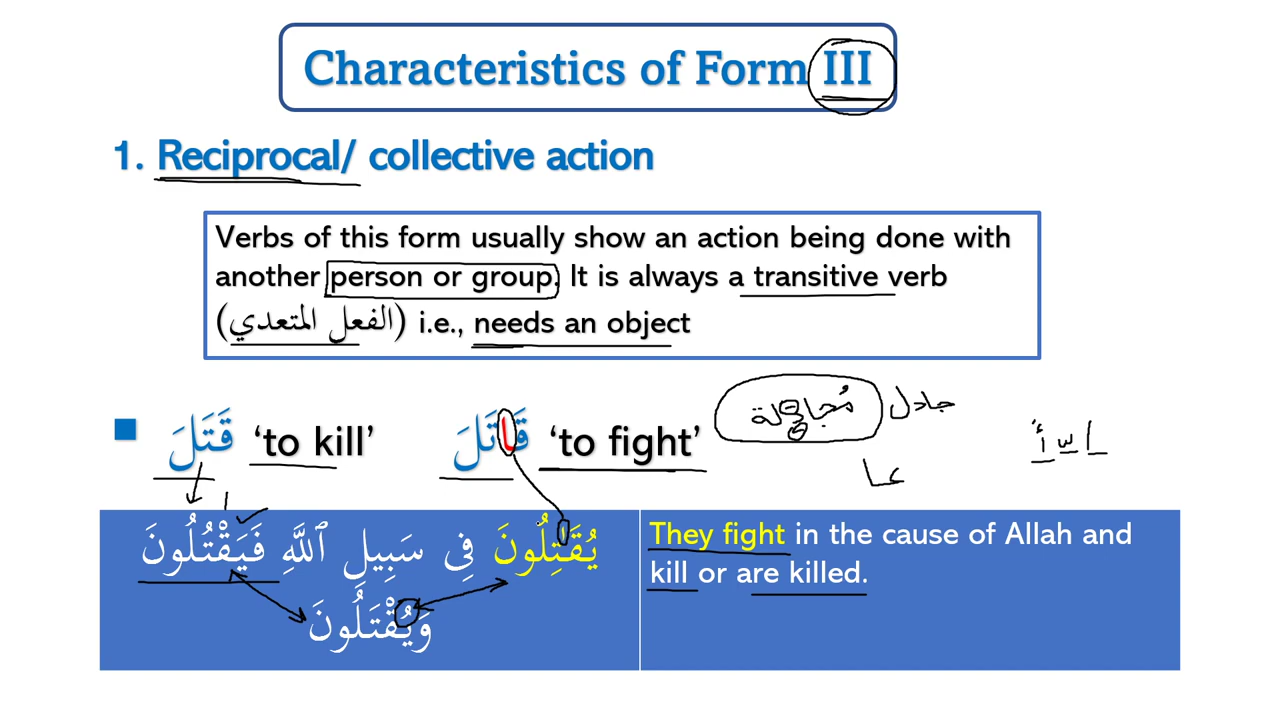 Characteristics of Form III
1. Reciprocal/ collective action
Verbs of this form usually show an action being done with
another person or group. It is always a transitive verb
(الفعل المتعدي) i.e., needs an object
قَتَلَ ‘to kill’ قَاتَلَ ‘to fight’
جادل
يُقَـٰتِلُونَ فِى سَبِيلِ ٱللَّهِ فَيَقْتُلُونَ
وَيُقْتَلُونَ
They fight in the cause of Allah and
kill or are killed.